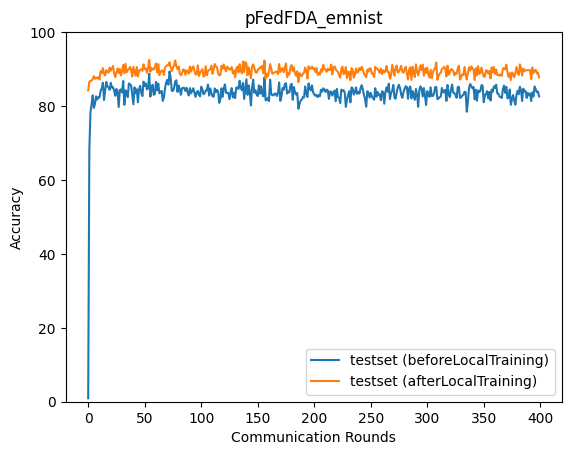 pFedFDA_emnist
100
80
60
40
20
0
Accuracy
0 50 100 150 200 250 300 350 400
Communication Rounds
testset (beforeLocalTraining)
testset (afterLocalTraining)